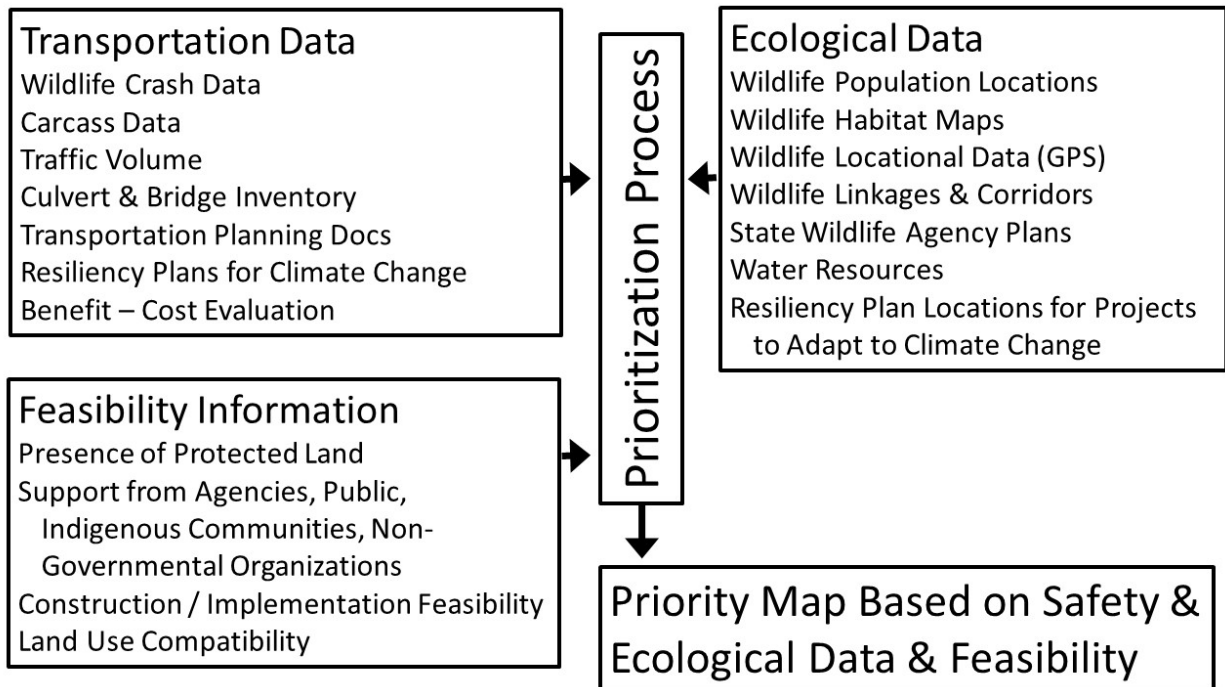 Transportation Data
Wildlife Crash Data
Carcass Data
Traffic Volume
Culvert & Bridge Inventory
Transportation Planning Docs
Resiliency Plans for Climate Change
Benefit – Cost Evaluation
Feasibility Information
Presence of Protected Land
Support from Agencies, Public,
Indigenous Communities, Non-
Governmental Organizations
Construction / Implementation Feasibility
Land Use Compatibility
Prioritization Process
Ecological Data
Wildlife Population Locations
Wildlife Habitat Maps
Wildlife Locational Data (GPS)
Wildlife Linkages & Corridors
State Wildlife Agency Plans
Water Resources
Resiliency Plan Locations for Projects
to Adapt to Climate Change
Priority Map Based on Safety &
Ecological Data & Feasibility